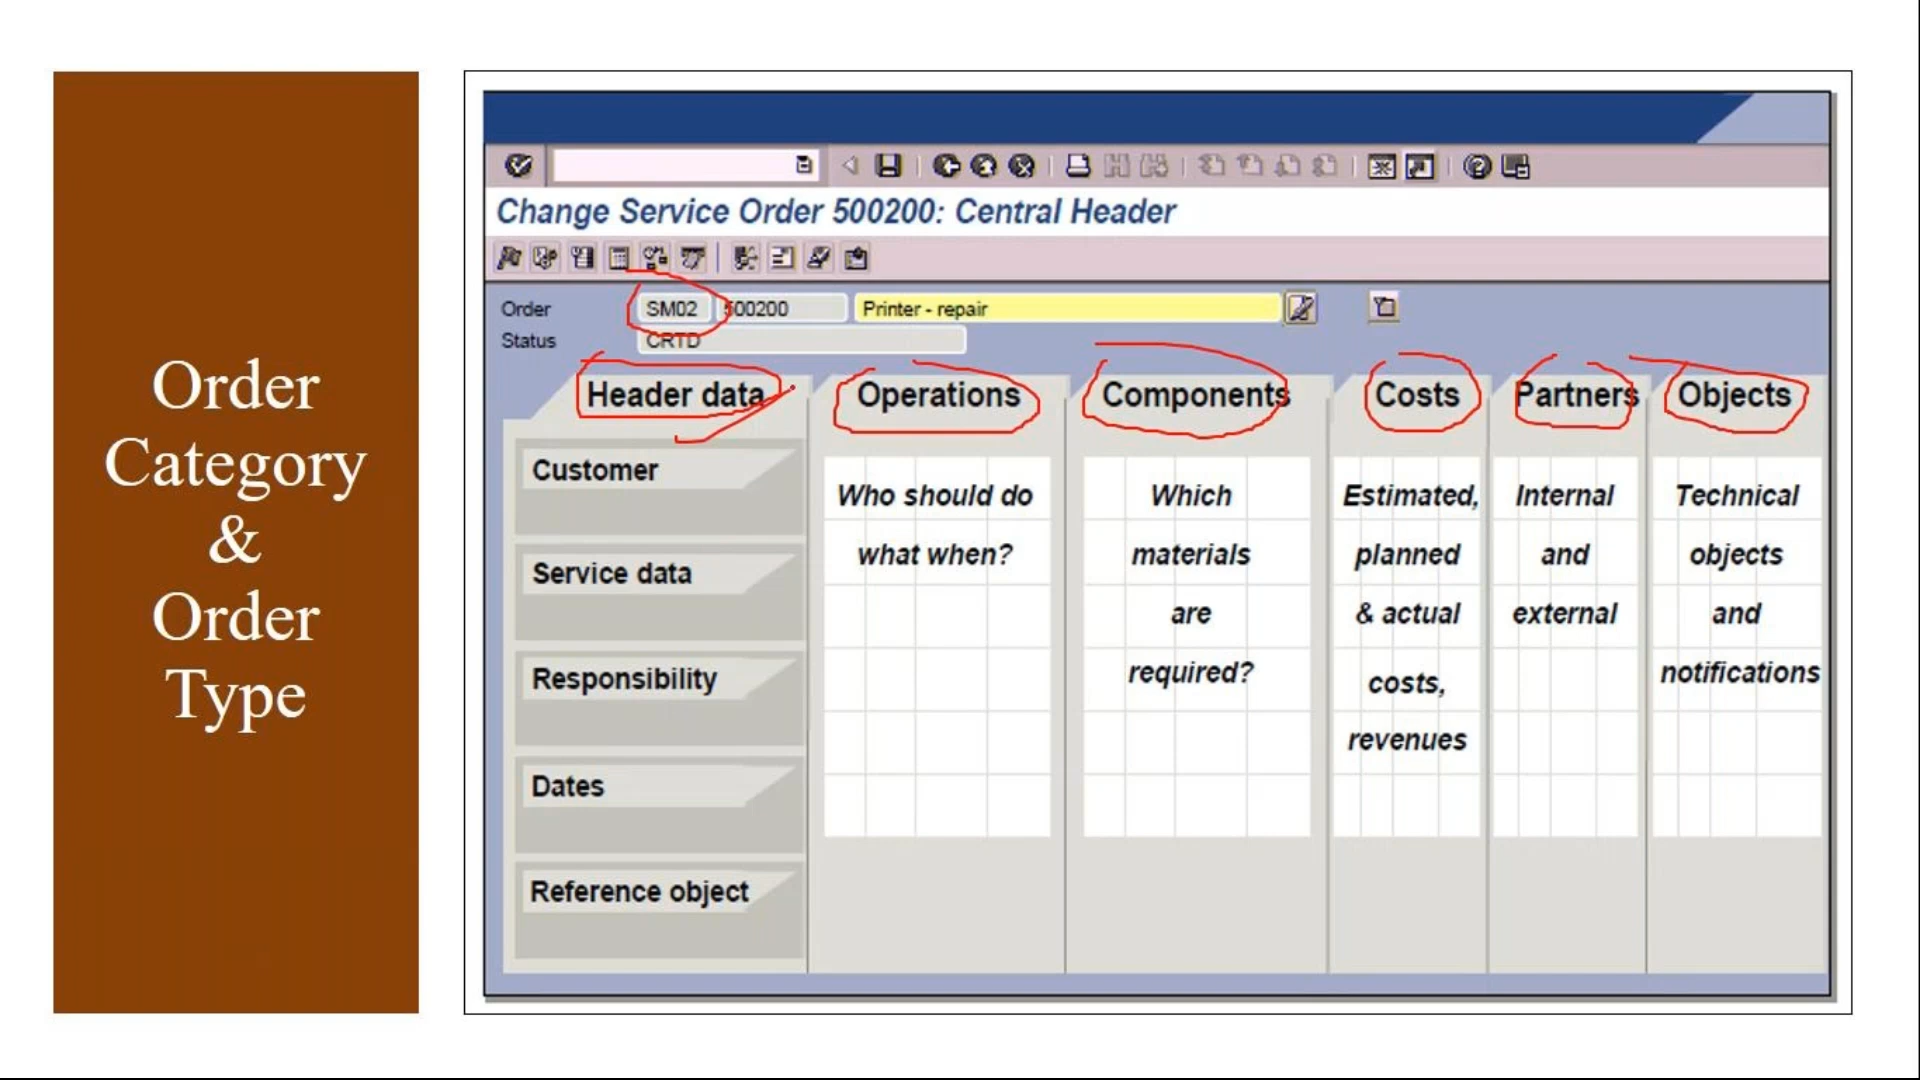 Order
Category
&
Order
Type
Change Service Order 500200: Central Header
Order SM02 500200 Printer - repair
Status CRTD
Header data Operations Components Costs Partners Objects
Customer
Service data
Responsibility
Dates
Reference object
Who should do
what when?
Which
materials
are
required?
Estimated,
planned
& actual
costs,
revenues
Internal
and
external
Technical
objects
and
notifications